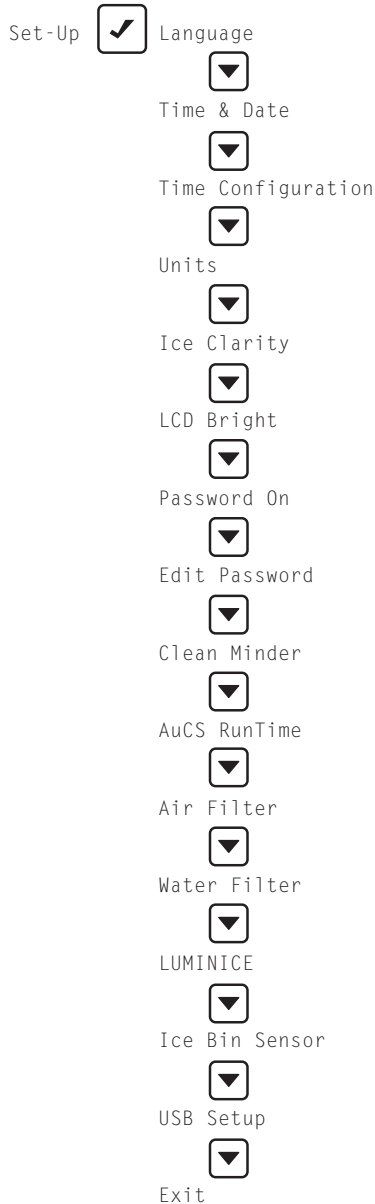 Set-Up Language
Time & Date
Time Configuration
Units
Ice Clarity
LCD Bright
Password On
Edit Password
Clean Minder
AuCS RunTime
Air Filter
Water Filter
LUMINICE
Ice Bin Sensor
USB Setup
Exit